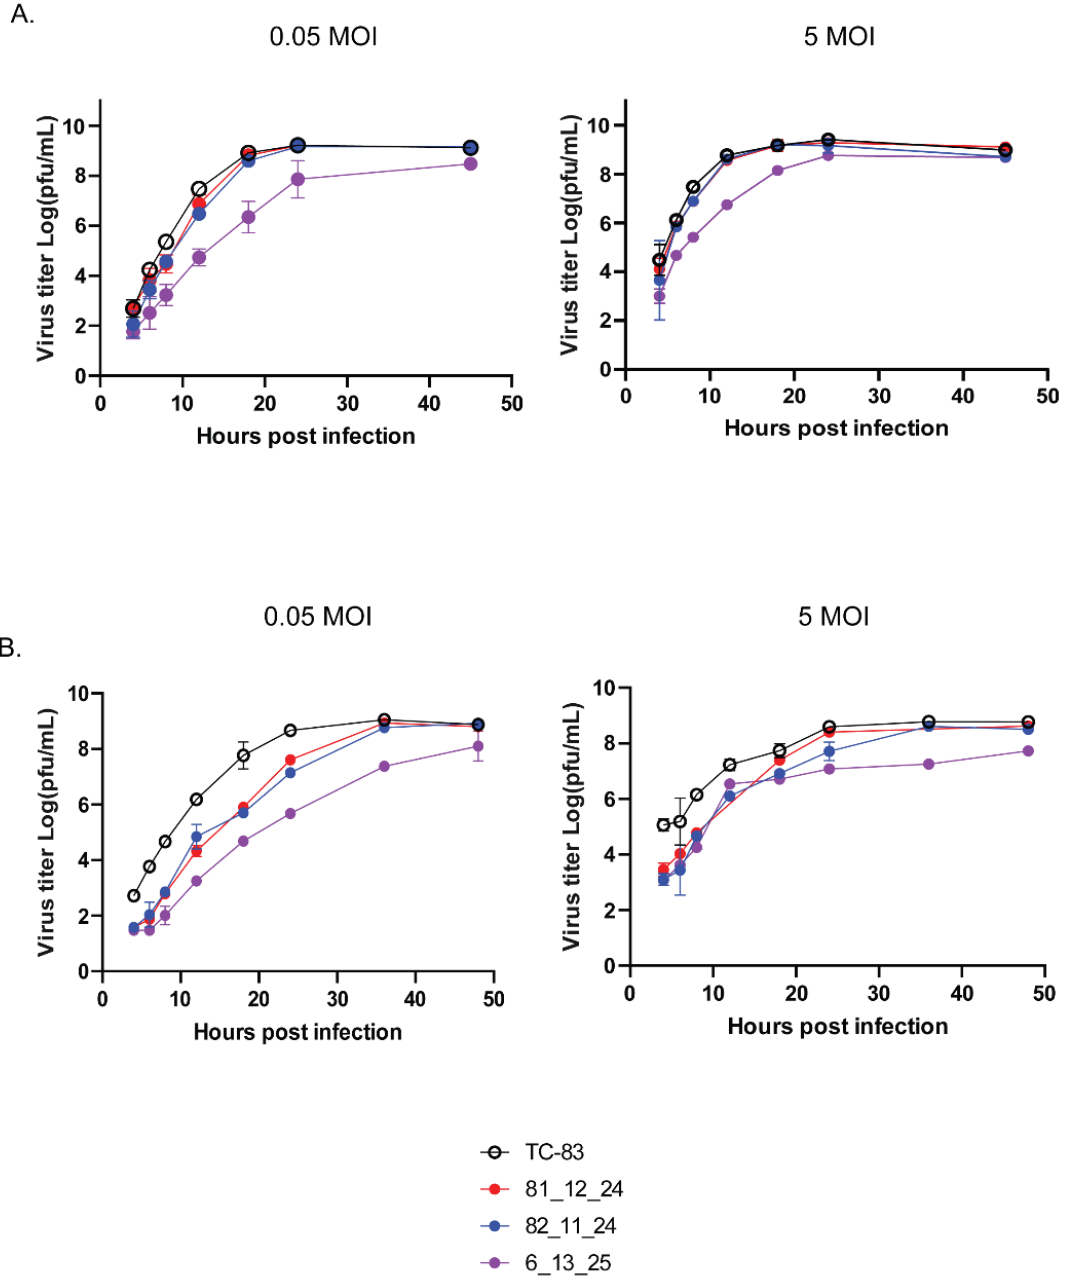 A.
0.05 MOI
5 MOI
Virus titer Log(pfu/mL)
10
8
6
4
2
0
0 10 20 30 40 50
Hours post infection
Virus titer Log(pfu/mL)
10
8
6
4
2
0
0 10 20 30 40 50
Hours post infection
B.
0.05 MOI
5 MOI
Virus titer Log(pfu/mL)
10
8
6
4
2
0
0 10 20 30 40 50
Hours post infection
Virus titer Log(pfu/mL)
10
8
6
4
2
0
0 10 20 30 40 50
Hours post infection
TC-83
81_12_24
82_11_24
6_13_25